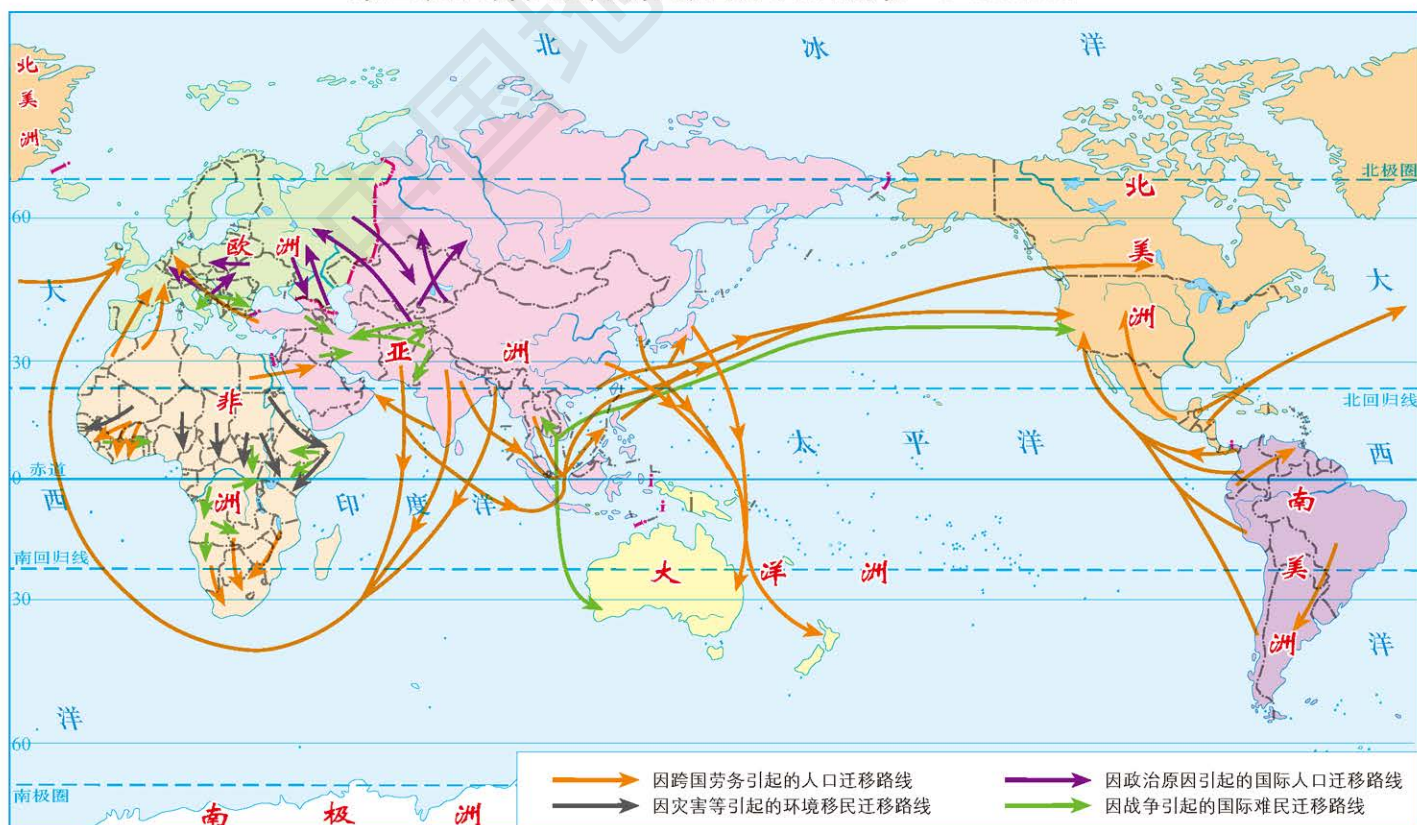 中国地
北 冰 洋
北美洲
北极圈
60
北
欧 洲
美
大
大
洲
30
亚 洲
非
北回归线
太 平 洋
赤道
0
西
西
洲
印 度 洋
南
南回归线
大 洋 洲
美
30
洲
洋
洋
60
因跨国劳务引起的人口迁移路线
因政治原因引起的国际人口迁移路线
因灾害等引起的环境移民迁移路线
因战争引起的国际难民迁移路线
南极圈
南 极 洲